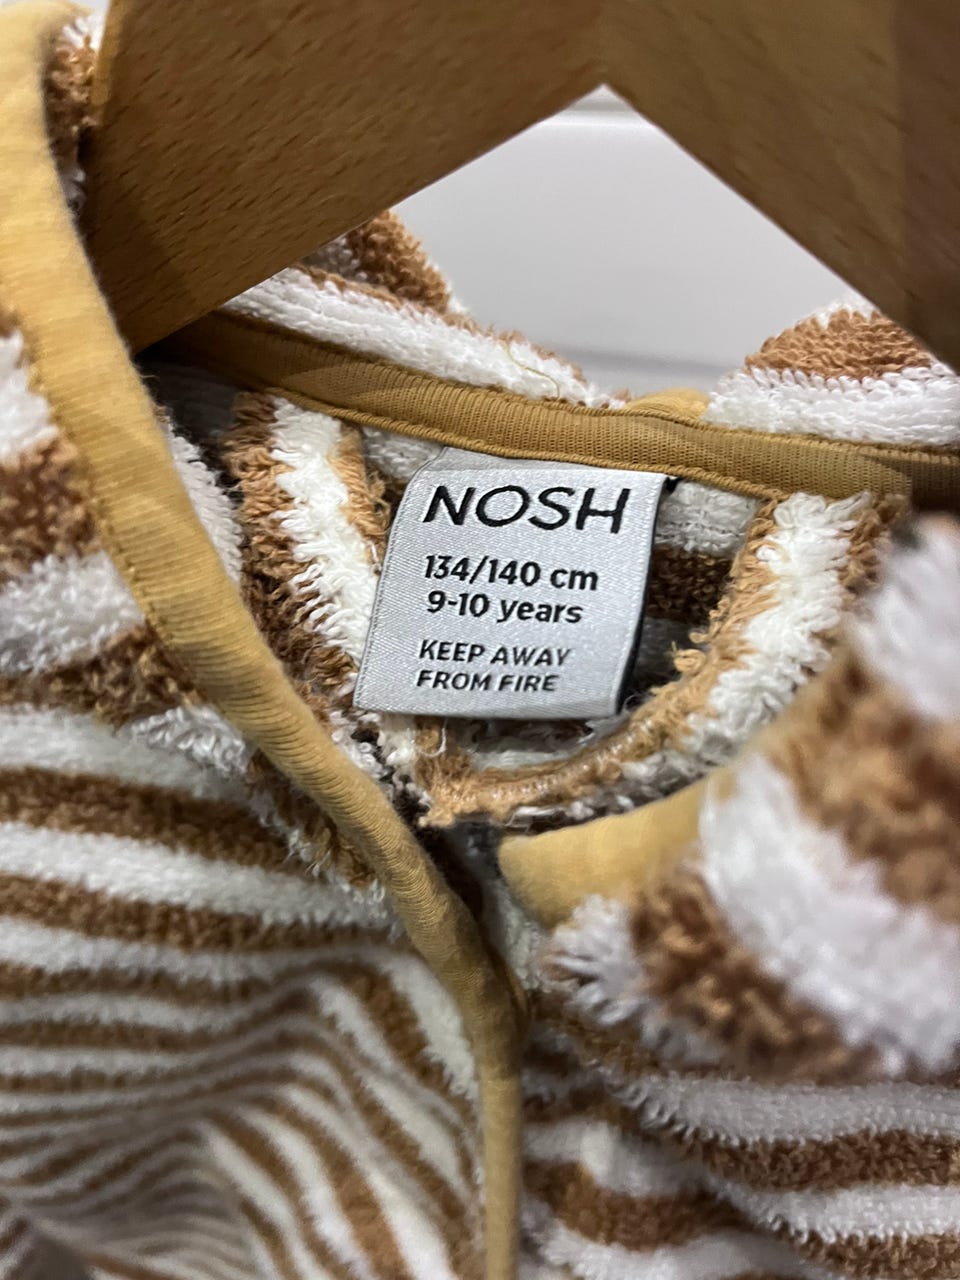 NOSH
134/140 cm
9-10 years
KEEP AWAY
FROM FIRE